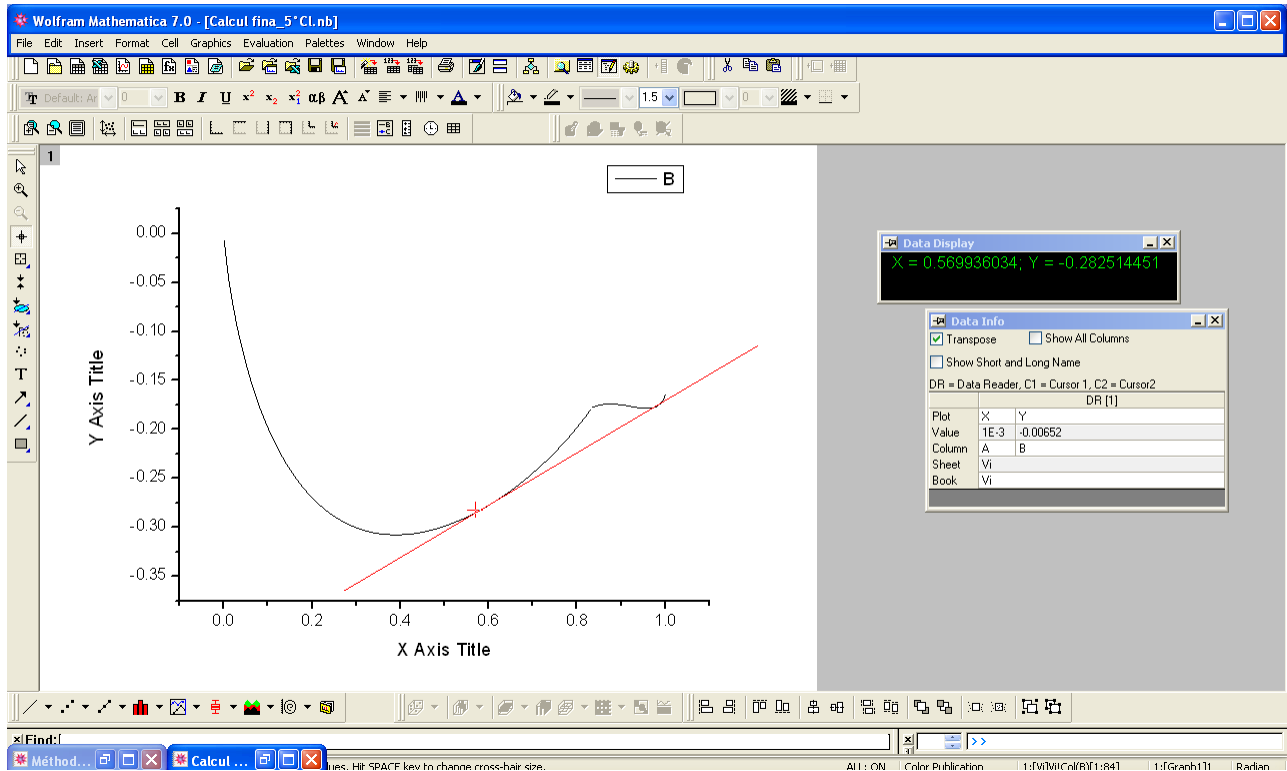 Wolfram Mathematica 7.0 - [Calcul fina_5°Cl.nb]
File Edit Insert Format Cell Graphics Evaluation Palettes Window Help
Default: Ar 0 B I U x² x₂ αβ A A A 1.5 0
1
B
0.00
-0.05
-0.10
-0.15
-0.20
-0.25
-0.30
-0.35
Y Axis Title
0.0 0.2 0.4 0.6 0.8 1.0
X Axis Title
Data Display
X = 0.569936034; Y = -0.282514451
Data Info
Transpose Show All Columns
Show Short and Long Name
DR = Data Reader, C1 = Cursor 1, C2 = Cursor2
DR [1]
Plot X Y
Value 1E-3 -0.00652
Column A B
Sheet Vi
Book Vi
T
Find:[
>>
Méthod... Calcul ... ues. Hit SPACE key to change cross-hair size.
AU : ON Color Publication 1:[Vi]Vi!Col(B)[1:84] 1:[Graph1]1 Radian